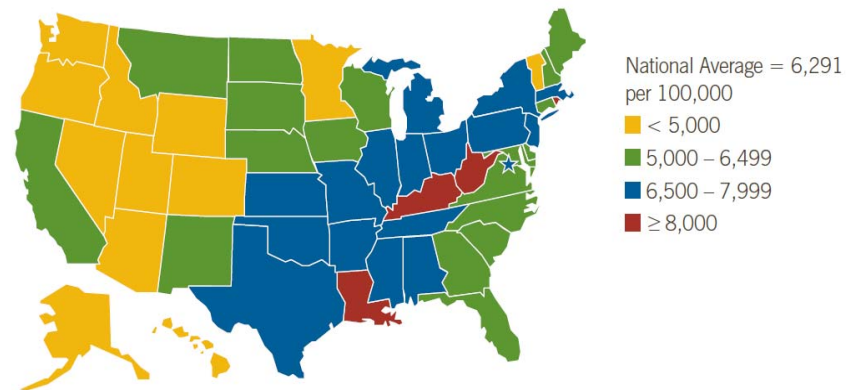 National Average = 6,291
per 100,000
< 5,000
5,000 – 6,499
6,500 – 7,999
≥ 8,000